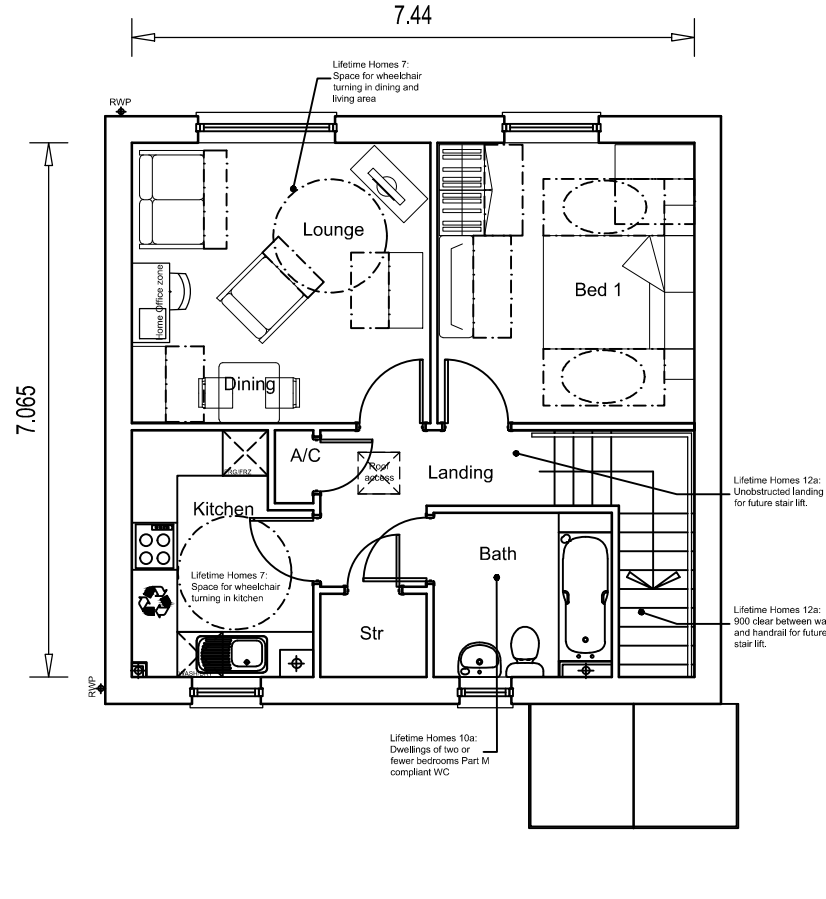 7.44
Lifetime Homes 7:
Space for wheelchair
turning in dining and
living area
RWP
7.065
Lounge
Bed 1
Home Office zone
Dining
A/C
Roof
access
Landing
FRG/FRZ
Kitchen
Lifetime Homes 12a:
Unobstructed landing
for future stair lift.
Bath
Lifetime Homes 7:
Space for wheelchair
turning in kitchen
Str
Lifetime Homes 12a:
900 clear between wa
and handrail for future
stair lift.
RWP
Lifetime Homes 10a:
Dwellings of two or
fewer bedrooms Part M
compliant WC